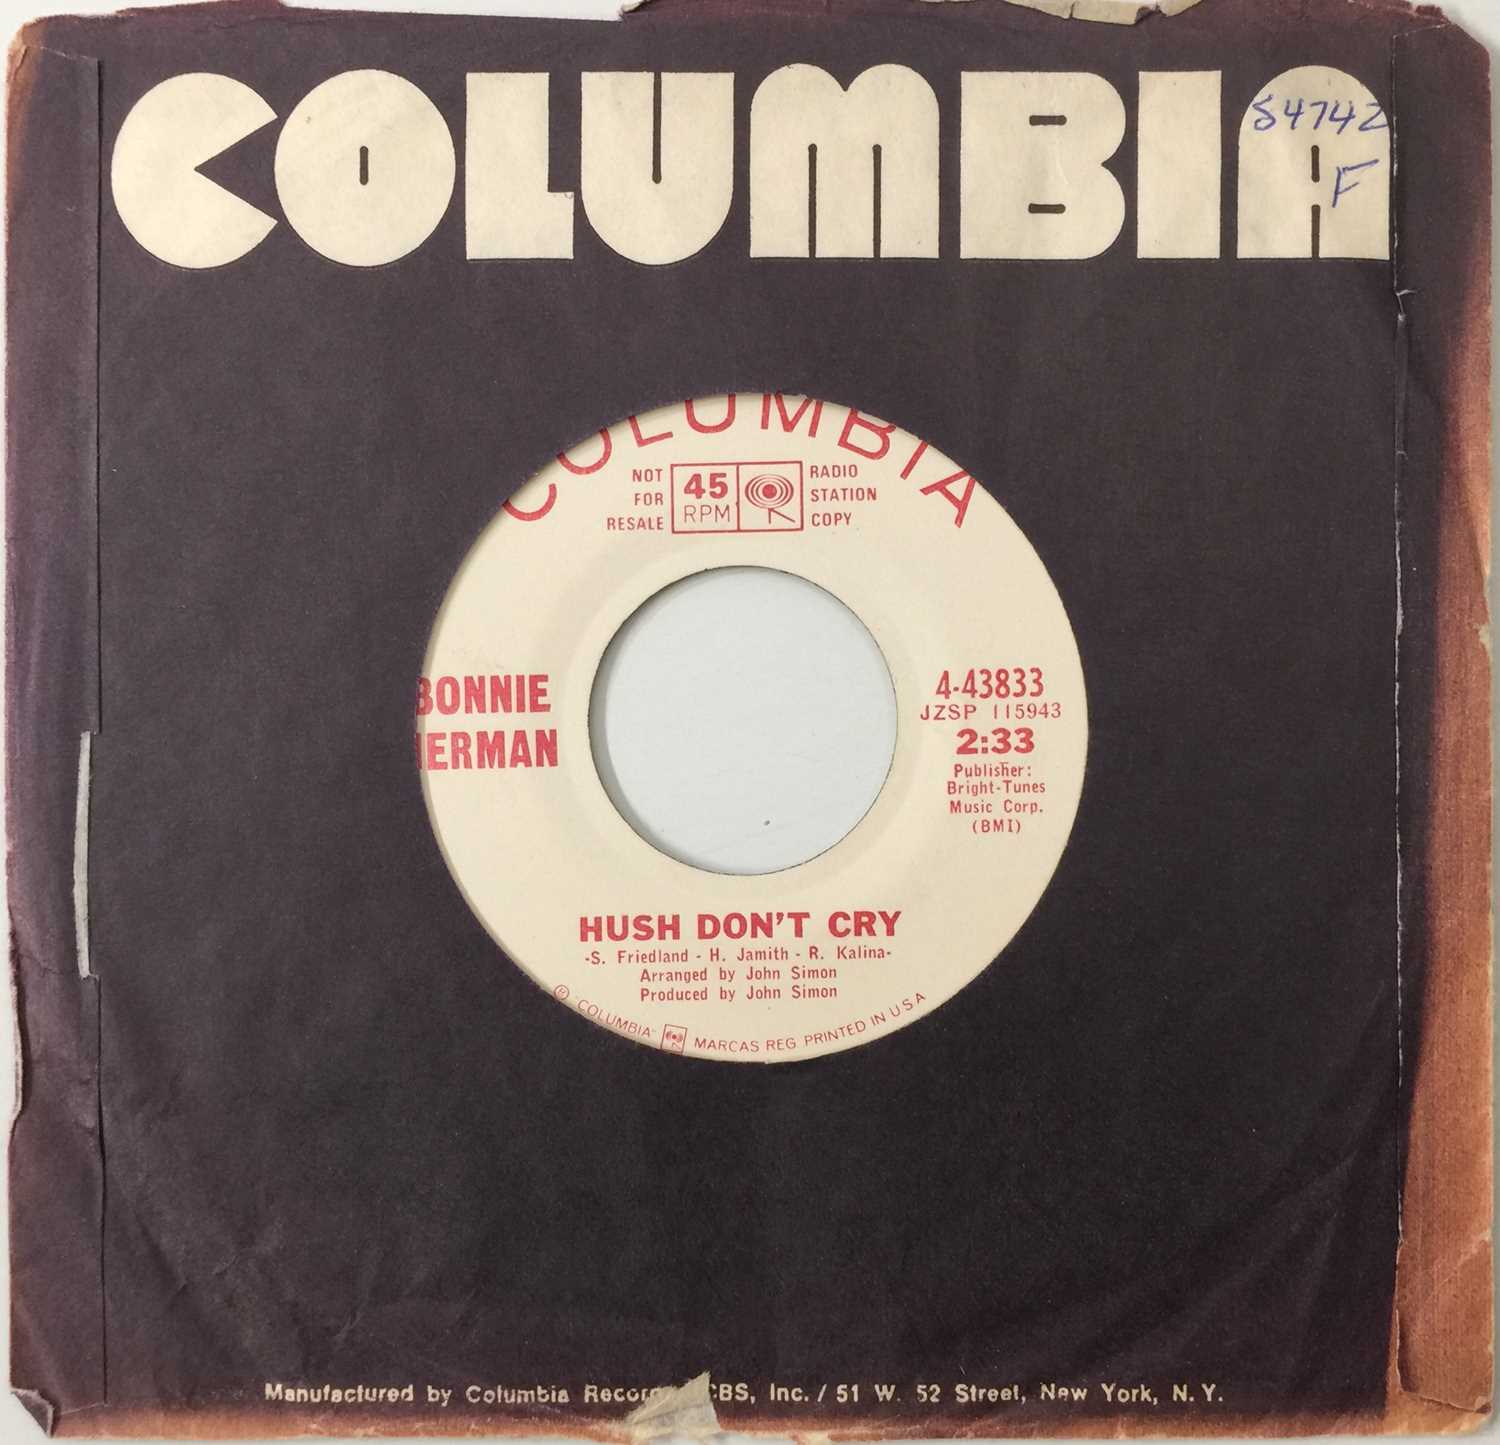 COLUMBIA
S4742
F
COLUMBIA
NOT FOR RESALE
45 RPM
RADIO STATION COPY
BONNIE
HERMAN
4-43833
JZSP 115943
2:33
Publisher:
Bright-Tunes
Music Corp.
(BMI)
HUSH DON'T CRY
-S. Friedland - H. Jamith - R. Kalina-
Arranged by John Simon
Produced by John Simon
® "COLUMBIA" MARCAS REG. PRINTED IN U.S.A
Manufactured by Columbia Records CBS, Inc. / 51 W. 52 Street, New York, N.Y.